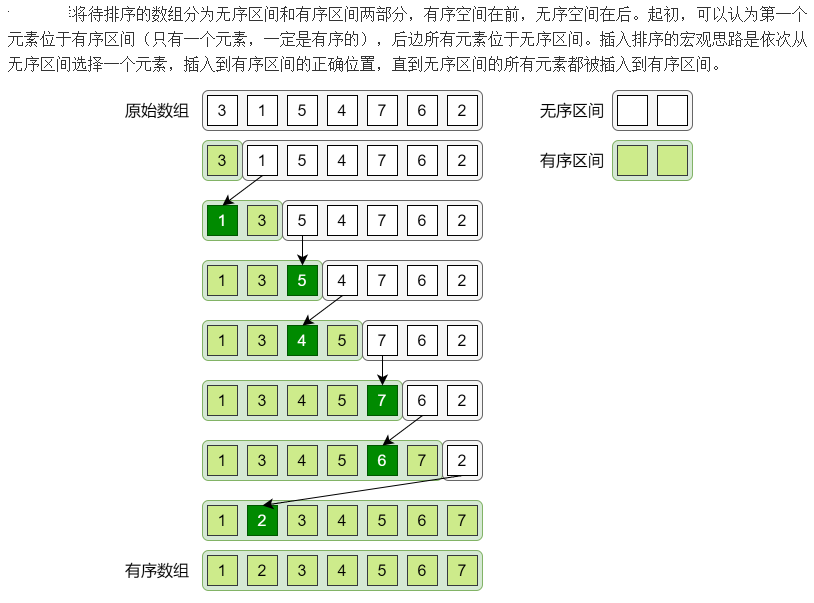 将待排序的数组分为无序区间和有序区间两部分，有序空间在前，无序空间在后。起初，可以认为第一个
元素位于有序区间（只有一个元素，一定是有序的），后边所有元素位于无序区间。插入排序的宏观思路是依次从
无序区间选择一个元素，插入到有序区间的正确位置，直到无序区间的所有元素都被插入到有序区间。
原始数组 3 1 5 4 7 6 2 无序区间
3 1 5 4 7 6 2 有序区间
1 3 5 4 7 6 2
1 3 5 4 7 6 2
1 3 4 5 7 6 2
1 3 4 5 7 6 2
1 3 4 5 6 7 2
1 2 3 4 5 6 7
有序数组 1 2 3 4 5 6 7